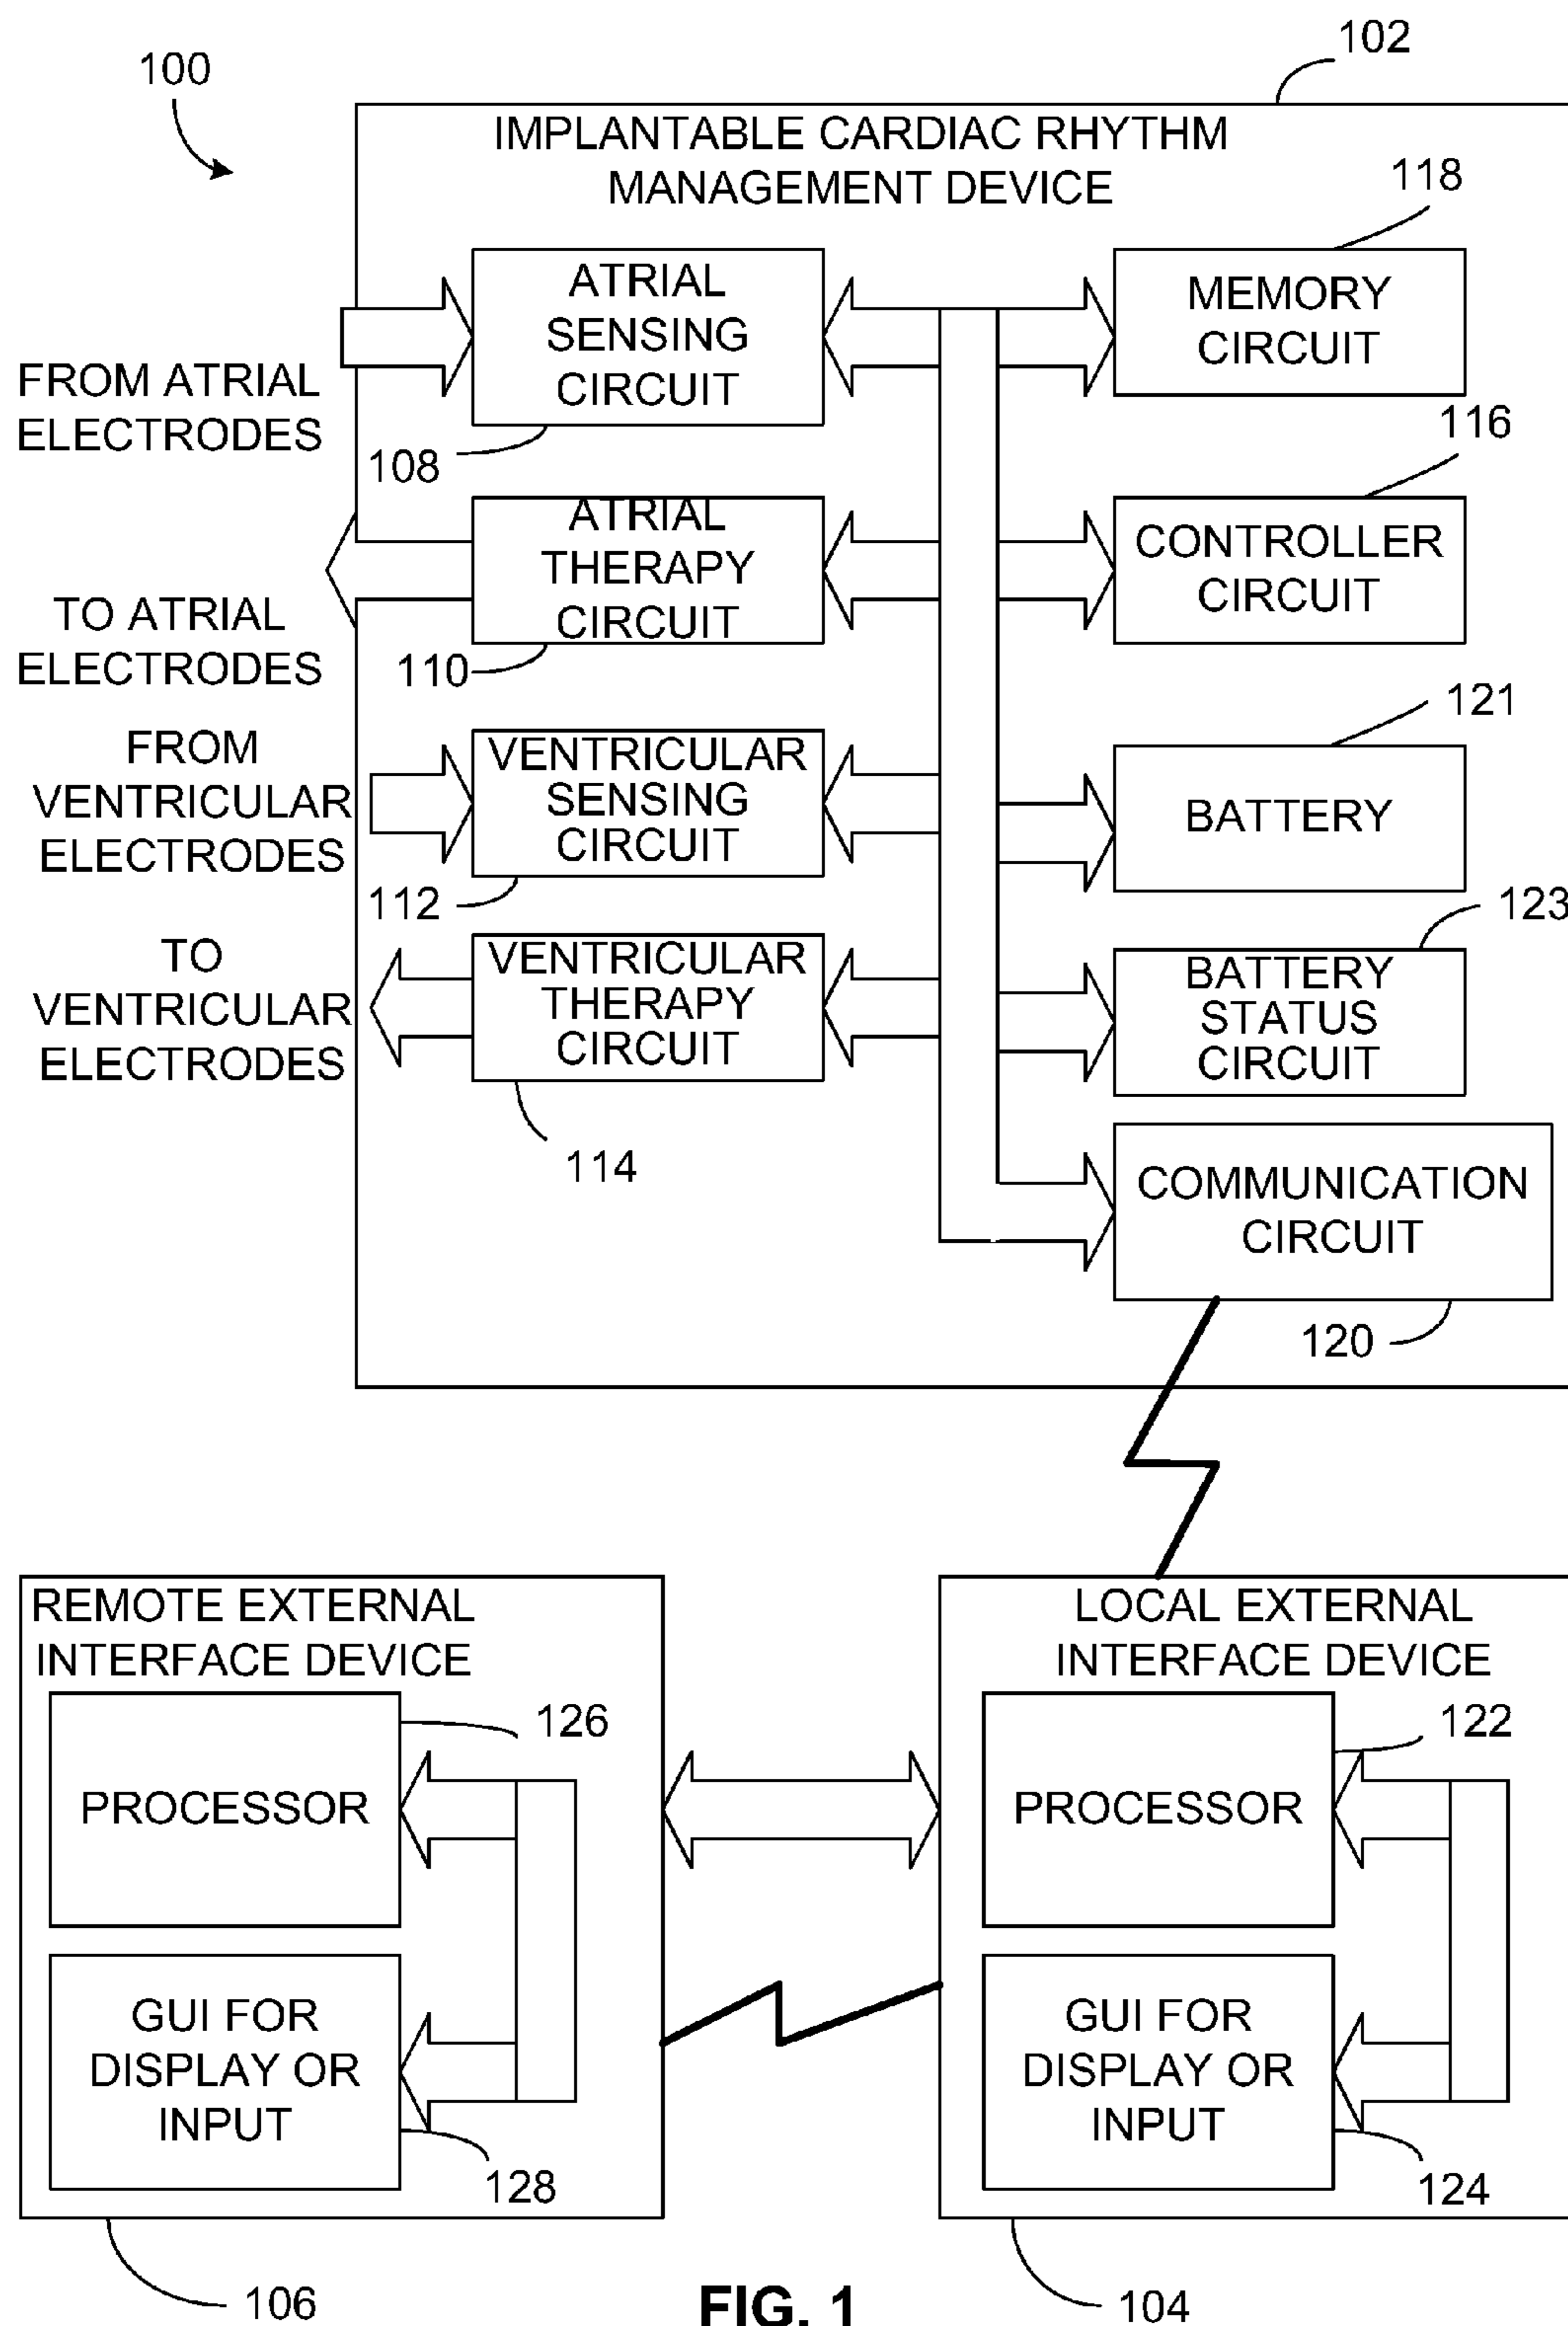 100
102
IMPLANTABLE CARDIAC RHYTHM
MANAGEMENT DEVICE
118
ATRIAL
SENSING
CIRCUIT
MEMORY
CIRCUIT
FROM ATRIAL
ELECTRODES
108
116
ATRIAL
THERAPY
CIRCUIT
CONTROLLER
CIRCUIT
TO ATRIAL
ELECTRODES
110
121
FROM
VENTRICULAR
ELECTRODES
VENTRICULAR
SENSING
CIRCUIT
BATTERY
112
123
TO
VENTRICULAR
ELECTRODES
VENTRICULAR
THERAPY
CIRCUIT
BATTERY
STATUS
CIRCUIT
114
COMMUNICATION
CIRCUIT
120
REMOTE EXTERNAL
INTERFACE DEVICE
LOCAL EXTERNAL
INTERFACE DEVICE
126
PROCESSOR
122
PROCESSOR
GUI FOR
DISPLAY OR
INPUT
128
GUI FOR
DISPLAY OR
INPUT
124
106
FIG. 1
104